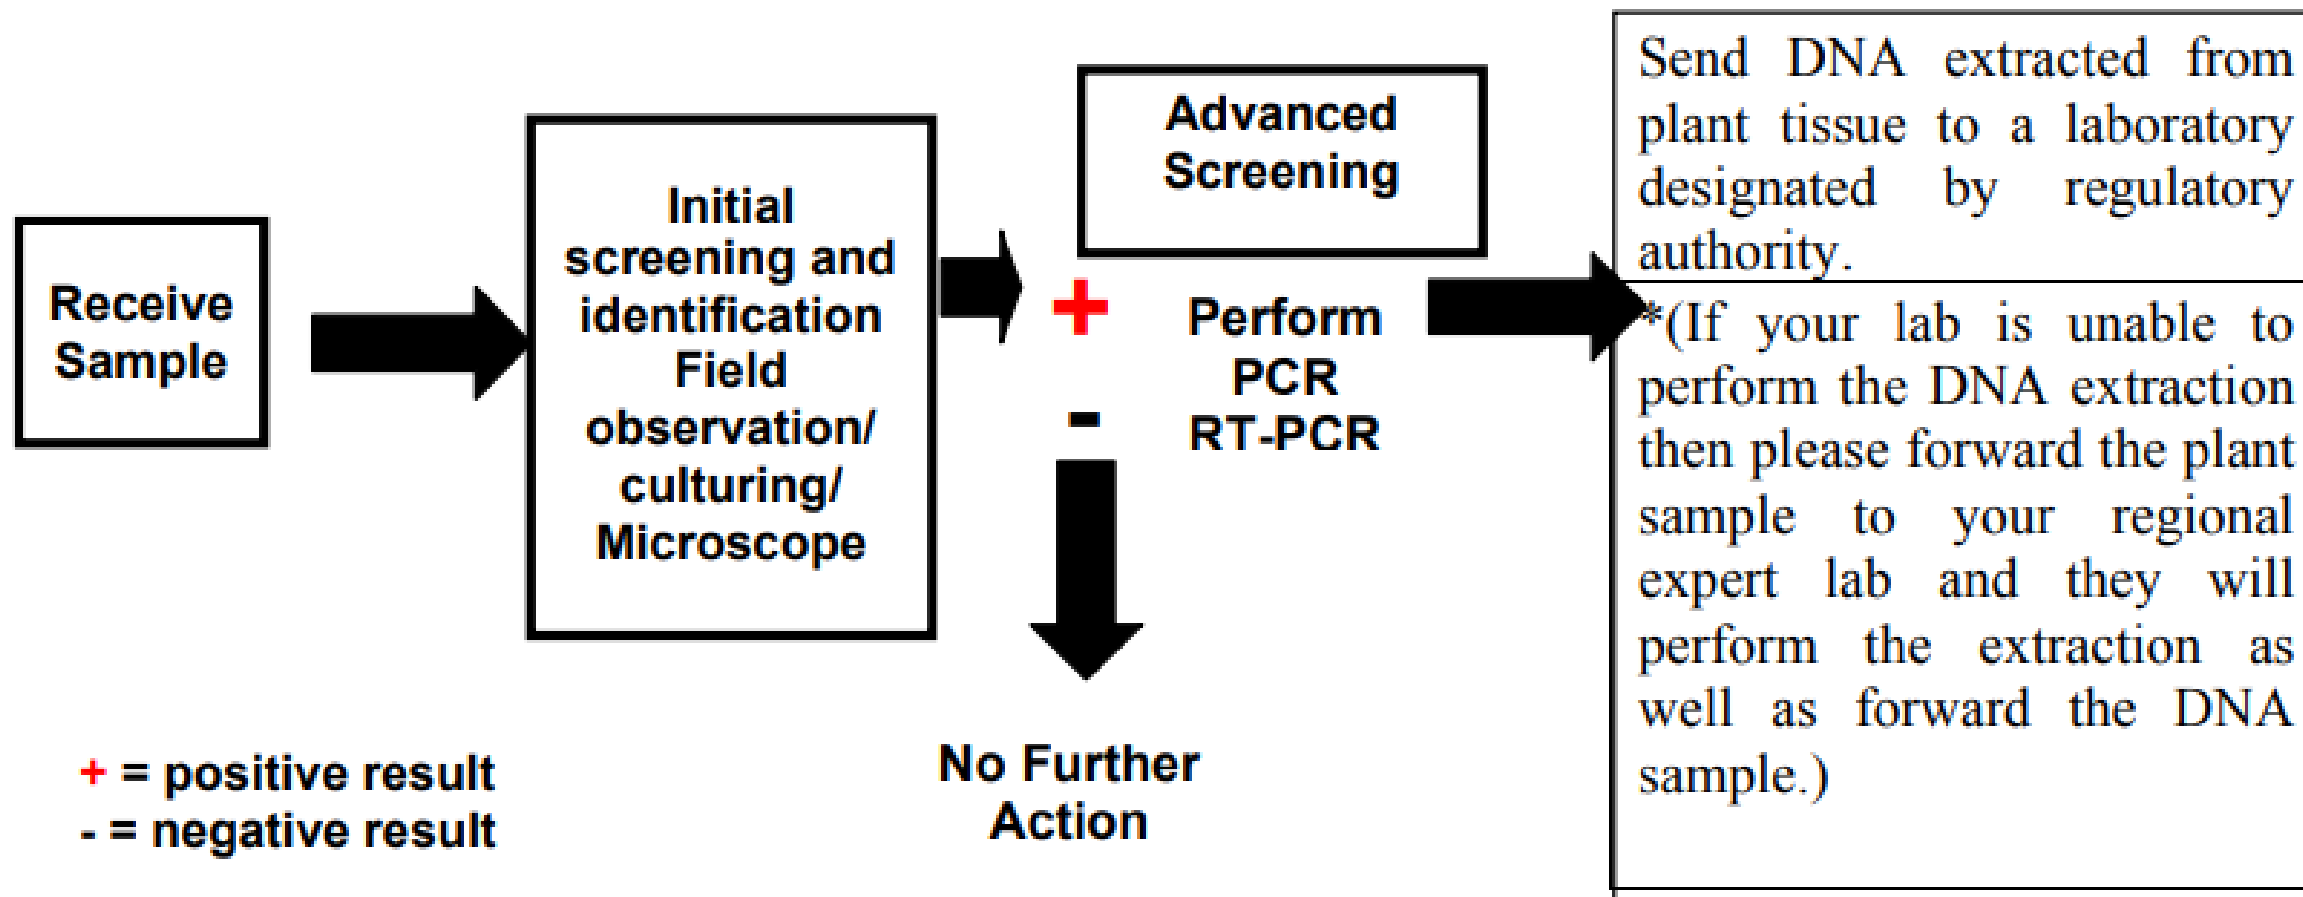 Receive
Sample
Initial
screening and
identification
Field
observation/
culturing/
Microscope
Advanced
Screening
+
-
Perform
PCR
RT-PCR
No Further
Action
Send DNA extracted from
plant tissue to a laboratory
designated by regulatory
authority.
*(If your lab is unable to
perform the DNA extraction
then please forward the plant
sample to your regional
expert lab and they will
perform the extraction as
well as forward the DNA
sample.)
+ = positive result
- = negative result